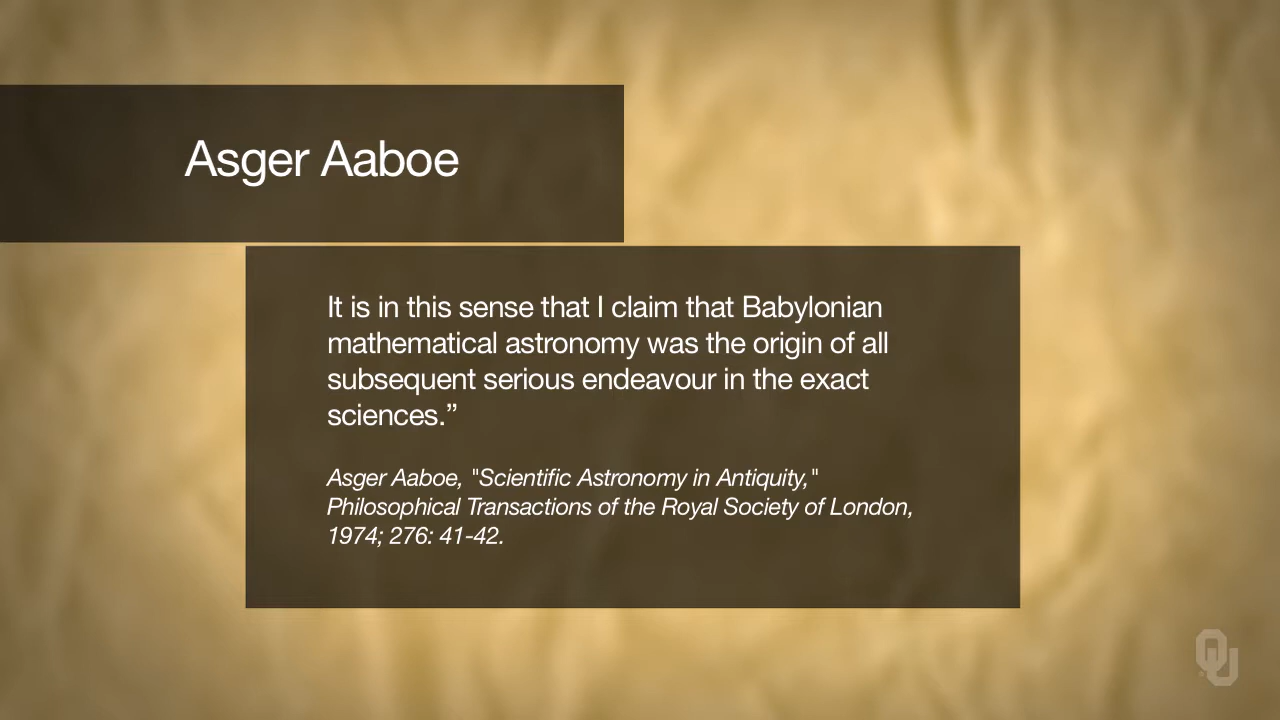 Asger Aaboe
It is in this sense that I claim that Babylonian
mathematical astronomy was the origin of all
subsequent serious endeavour in the exact
sciences.”
Asger Aaboe, "Scientific Astronomy in Antiquity,"
Philosophical Transactions of the Royal Society of London,
1974; 276: 41-42.
OU